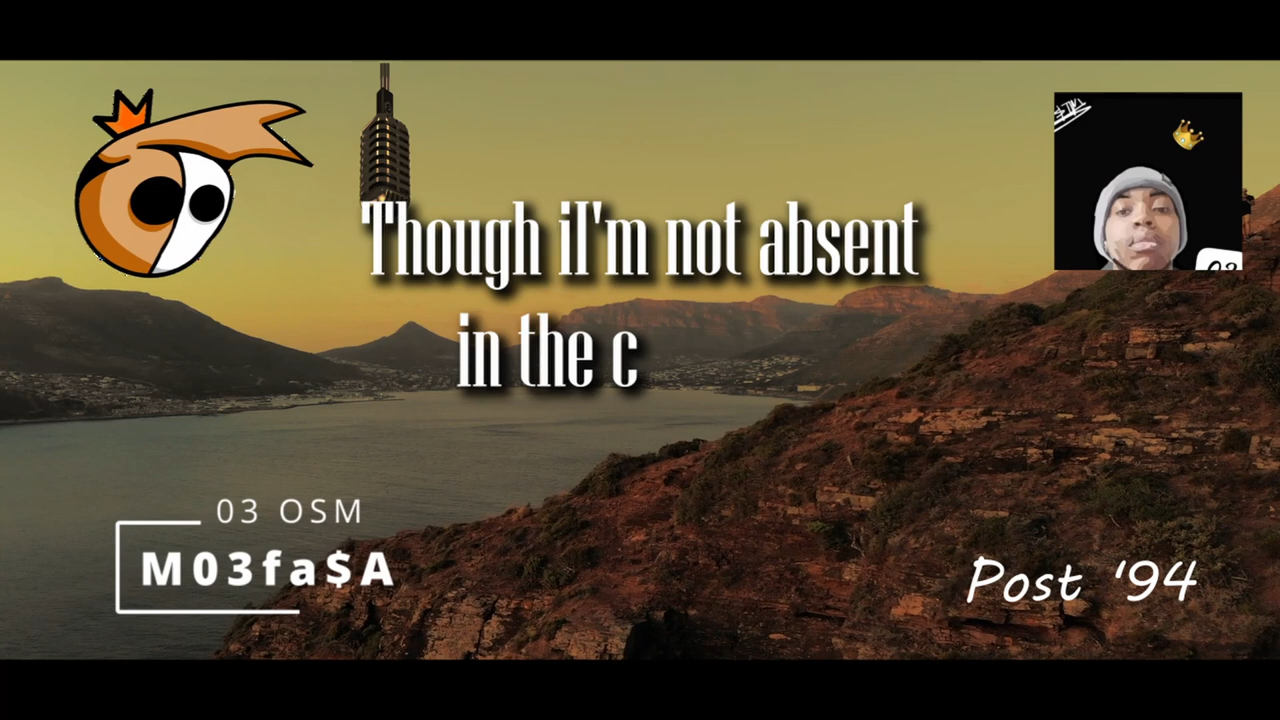 Though iI'm not absent
in the c
03 OSM
M03fa$A
Post '94